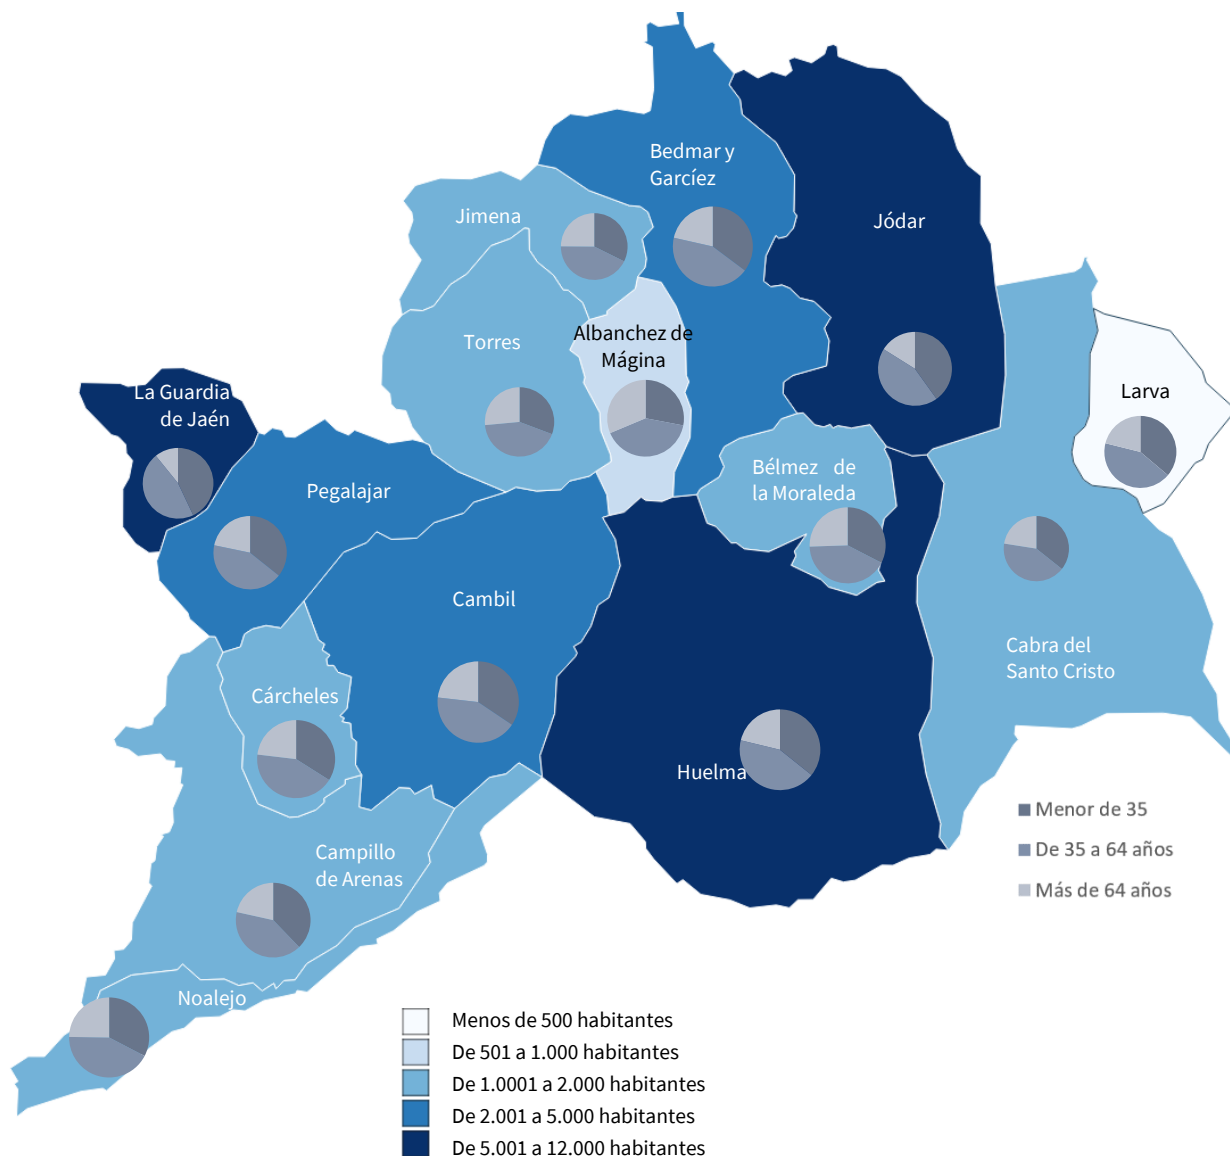 Bedmar y
Garcíez
Jimena
Jódar
Torres
Albanchez de
Mágina
La Guardia
de Jaén
Larva
Pegalajar
Bélmez de
la Moraleda
Cambil
Cabra del
Santo Cristo
Cárcheles
Huelma
Menor de 35
De 35 a 64 años
Más de 64 años
Campillo
de Arenas
Noalejo
Menos de 500 habitantes
De 501 a 1.000 habitantes
De 1.0001 a 2.000 habitantes
De 2.001 a 5.000 habitantes
De 5.001 a 12.000 habitantes